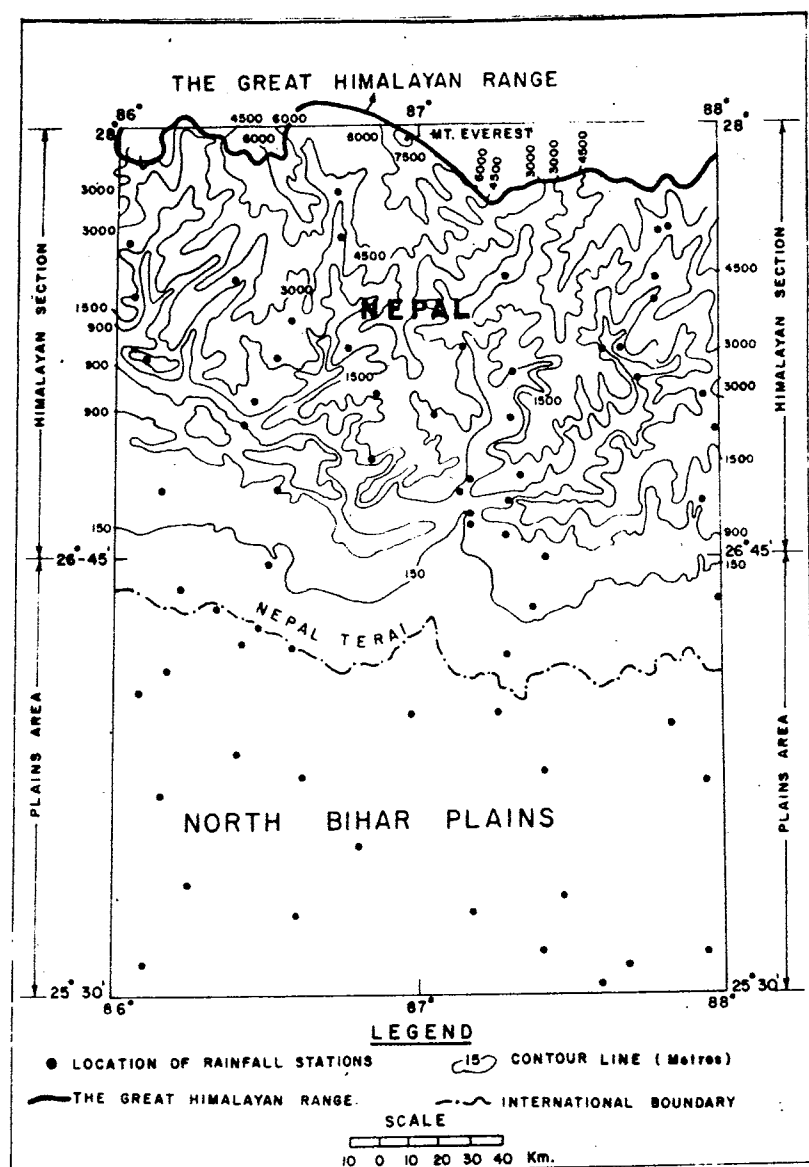 THE GREAT HIMALAYAN RANGE
86° 87° 88°
28° 4500 6000 6000 MT. EVEREST 28°
6000 7500 6000 4500 3000 3000 4500
3000
3000
4500 4500
3000 NEPAL
1500
900
900 3000
1500 3000
900 1500
1500
150 900
26°-45' 150 26°45'
150
NEPAL TERAI
HIMALAYAN SECTION
HIMALAYAN SECTION
PLAINS AREA
PLAINS AREA
NORTH BIHAR PLAINS
25° 30' 25° 30'
86° 87° 88°
LEGEND
LOCATION OF RAINFALL STATIONS 15 CONTOUR LINE (Metres)
THE GREAT HIMALAYAN RANGE. INTERNATIONAL BOUNDARY
SCALE
10 0 10 20 30 40 Km.